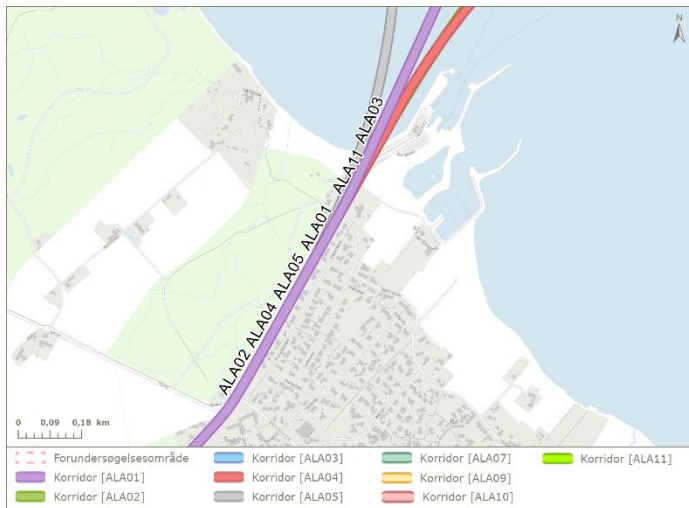 N
ALA02 ALA04 ALA05 ALA01 ALA11 ALA03
0 0,09 0,18 km
Forundersøgelsesområde
Korridor [ALA03]
Korridor [ALA07]
Korridor [ALA11]
Korridor [ALA01]
Korridor [ALA04]
Korridor [ALA09]
Korridor [ALA02]
Korridor [ALA05]
Korridor [ALA10]